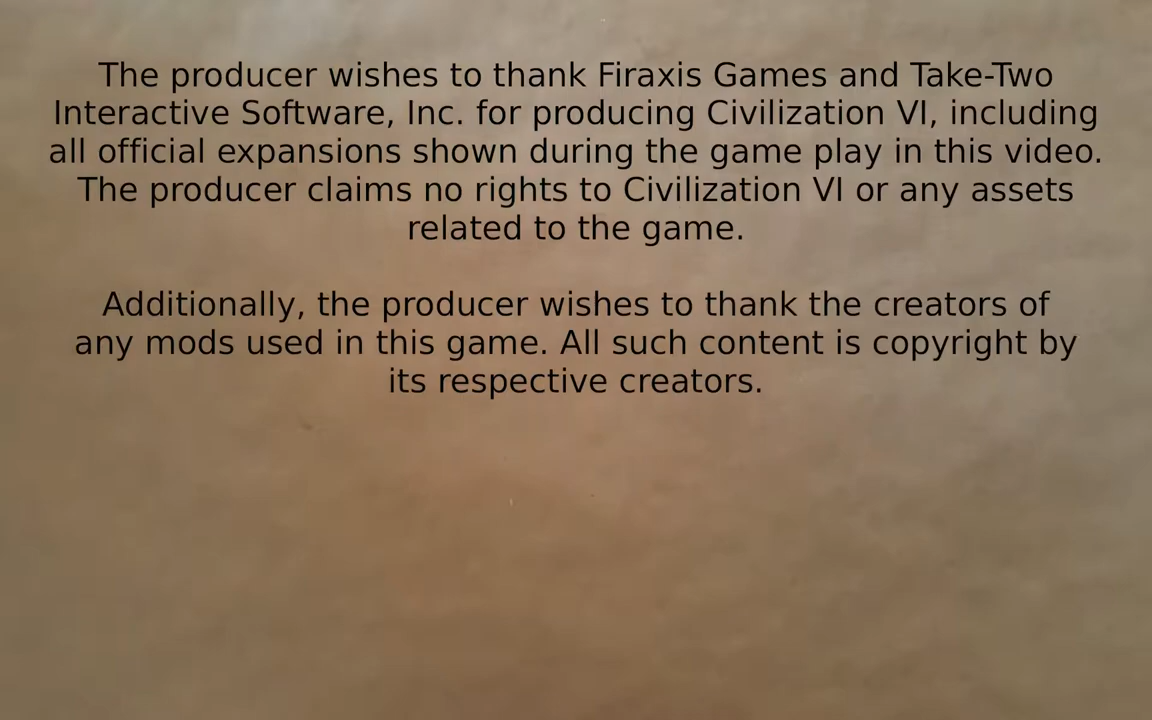 The producer wishes to thank Firaxis Games and Take-Two
Interactive Software, Inc. for producing Civilization VI, including
all official expansions shown during the game play in this video.
The producer claims no rights to Civilization VI or any assets
related to the game.
Additionally, the producer wishes to thank the creators of
any mods used in this game. All such content is copyright by
its respective creators.